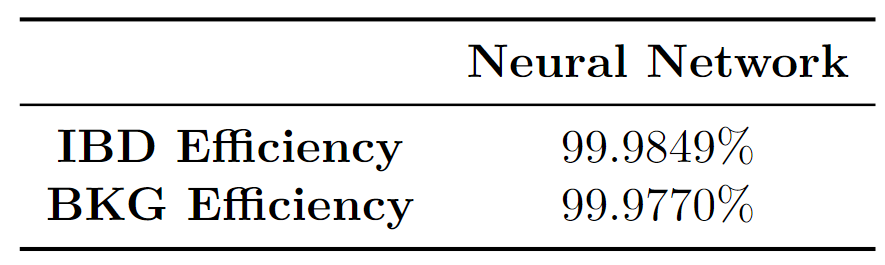 Neural Network
IBD Efficiency 99.9849%
BKG Efficiency 99.9770%